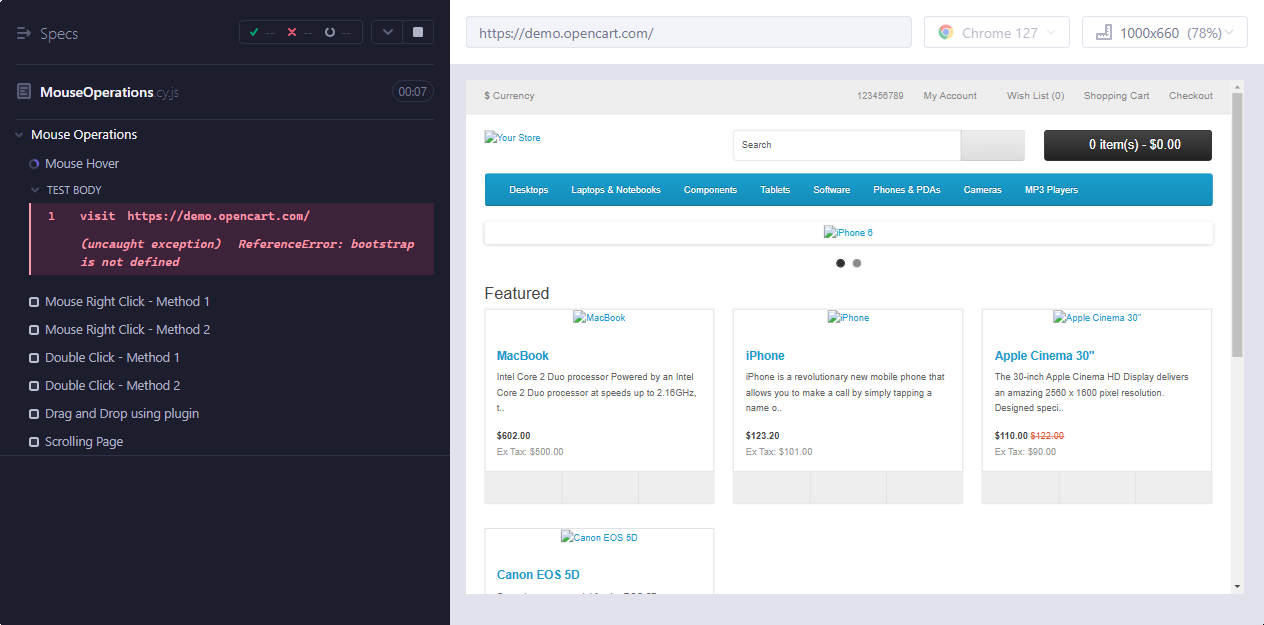 Specs
-- -- --
MouseOperations.cy.js
00:07
Mouse Operations
Mouse Hover
TEST BODY
1 visit https://demo.opencart.com/
(uncaught exception) ReferenceError: bootstrap
is not defined
Mouse Right Click - Method 1
Mouse Right Click - Method 2
Double Click - Method 1
Double Click - Method 2
Drag and Drop using plugin
Scrolling Page
https://demo.opencart.com/
Chrome 127
1000x660 (78%)
$ Currency
123456789 My Account Wish List (0) Shopping Cart Checkout
Your Store
Search
0 item(s) - $0.00
Desktops Laptops & Notebooks Components Tablets Software Phones & PDAs Cameras MP3 Players
iPhone 6
Featured
MacBook
MacBook
Intel Core 2 Duo processor Powered by an Intel
Core 2 Duo processor at speeds up to 2.16GHz,
t..
$602.00
Ex Tax: $500.00
iPhone
iPhone
iPhone is a revolutionary new mobile phone that
allows you to make a call by simply tapping a
name o..
$123.20
Ex Tax: $101.00
Apple Cinema 30"
Apple Cinema 30"
The 30-inch Apple Cinema HD Display delivers
an amazing 2560 x 1600 pixel resolution.
Designed speci..
$110.00 $122.00
Ex Tax: $90.00
Canon EOS 5D
Canon EOS 5D